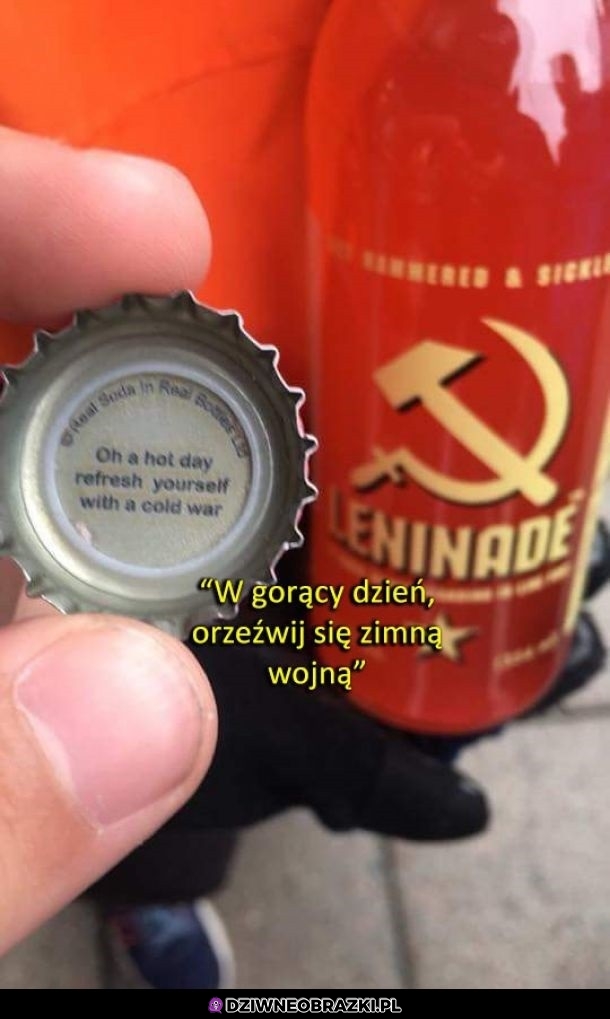 © Real Soda In Real Bottles Ltd
Oh a hot day
refresh yourself
with a cold war
HAMMERED & SICKLE
LENINADE
“W gorący dzień,
orzeźwij się zimną
wojną”
DZIWNEOBRAZKI.PL